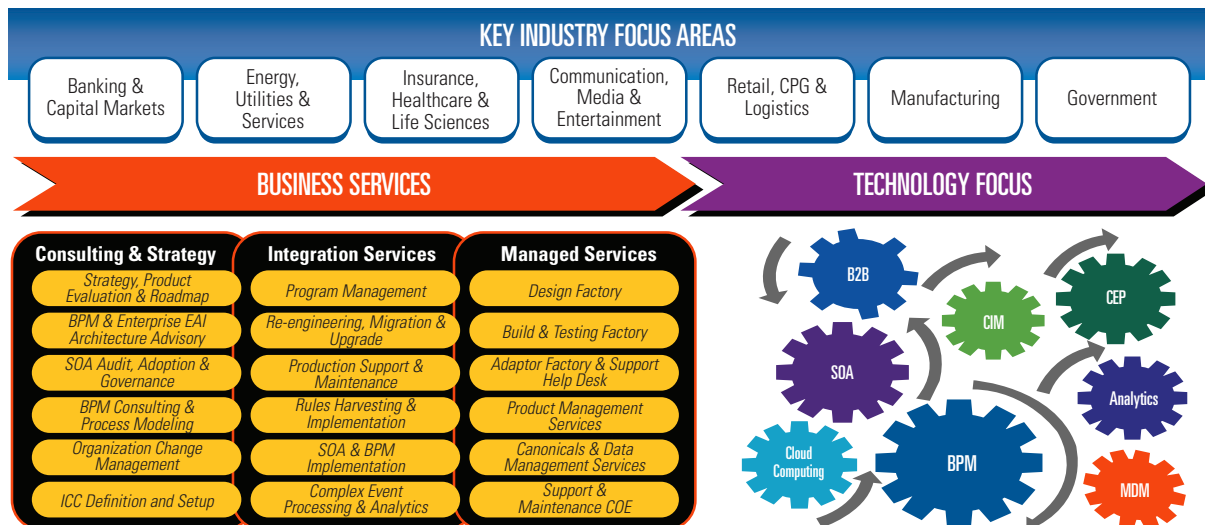 KEY INDUSTRY FOCUS AREAS
Banking &
Capital Markets
Energy,
Utilities &
Services
Insurance,
Healthcare &
Life Sciences
Communication,
Media &
Entertainment
Retail, CPG &
Logistics
Manufacturing
Government
BUSINESS SERVICES
TECHNOLOGY FOCUS
Consulting & Strategy
Strategy, Product
Evaluation & Roadmap
BPM & Enterprise EAI
Architecture Advisory
SOA Audit, Adoption &
Governance
BPM Consulting &
Process Modeling
Organization Change
Management
ICC Definition and Setup
Integration Services
Program Management
Re-engineering, Migration &
Upgrade
Production Support &
Maintenance
Rules Harvesting &
Implementation
SOA & BPM
Implementation
Complex Event
Processing & Analytics
Managed Services
Design Factory
Build & Testing Factory
Adaptor Factory & Support
Help Desk
Product Management
Services
Canonicals & Data
Management Services
Support &
Maintenance COE
B2B
CIM
CEP
SOA
Analytics
Cloud
Computing
BPM
MDM